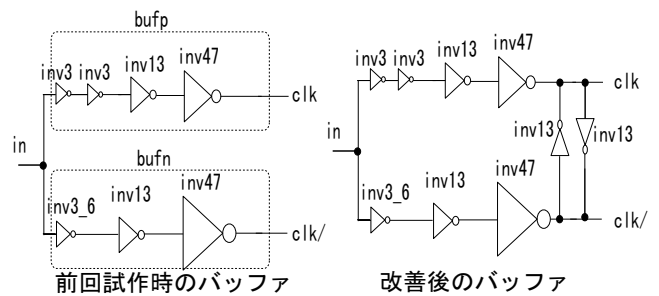 bufp
inv3 inv3 inv13 inv47
clk
in
bufn
inv3_6 inv13 inv47
clk/
前回試作時のバッファ
inv3 inv3 inv13 inv47
clk
inv13 inv13
in
inv3_6 inv13 inv47
clk/
改善後のバッファ